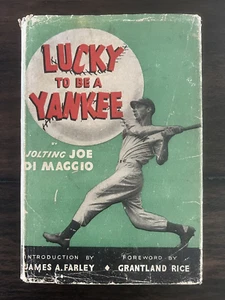 LUCKY
TO BE A
YANKEE
BY
JOLTING JOE
DI MAGGIO
INTRODUCTION BY
JAMES A. FARLEY
FOREWORD BY
GRANTLAND RICE